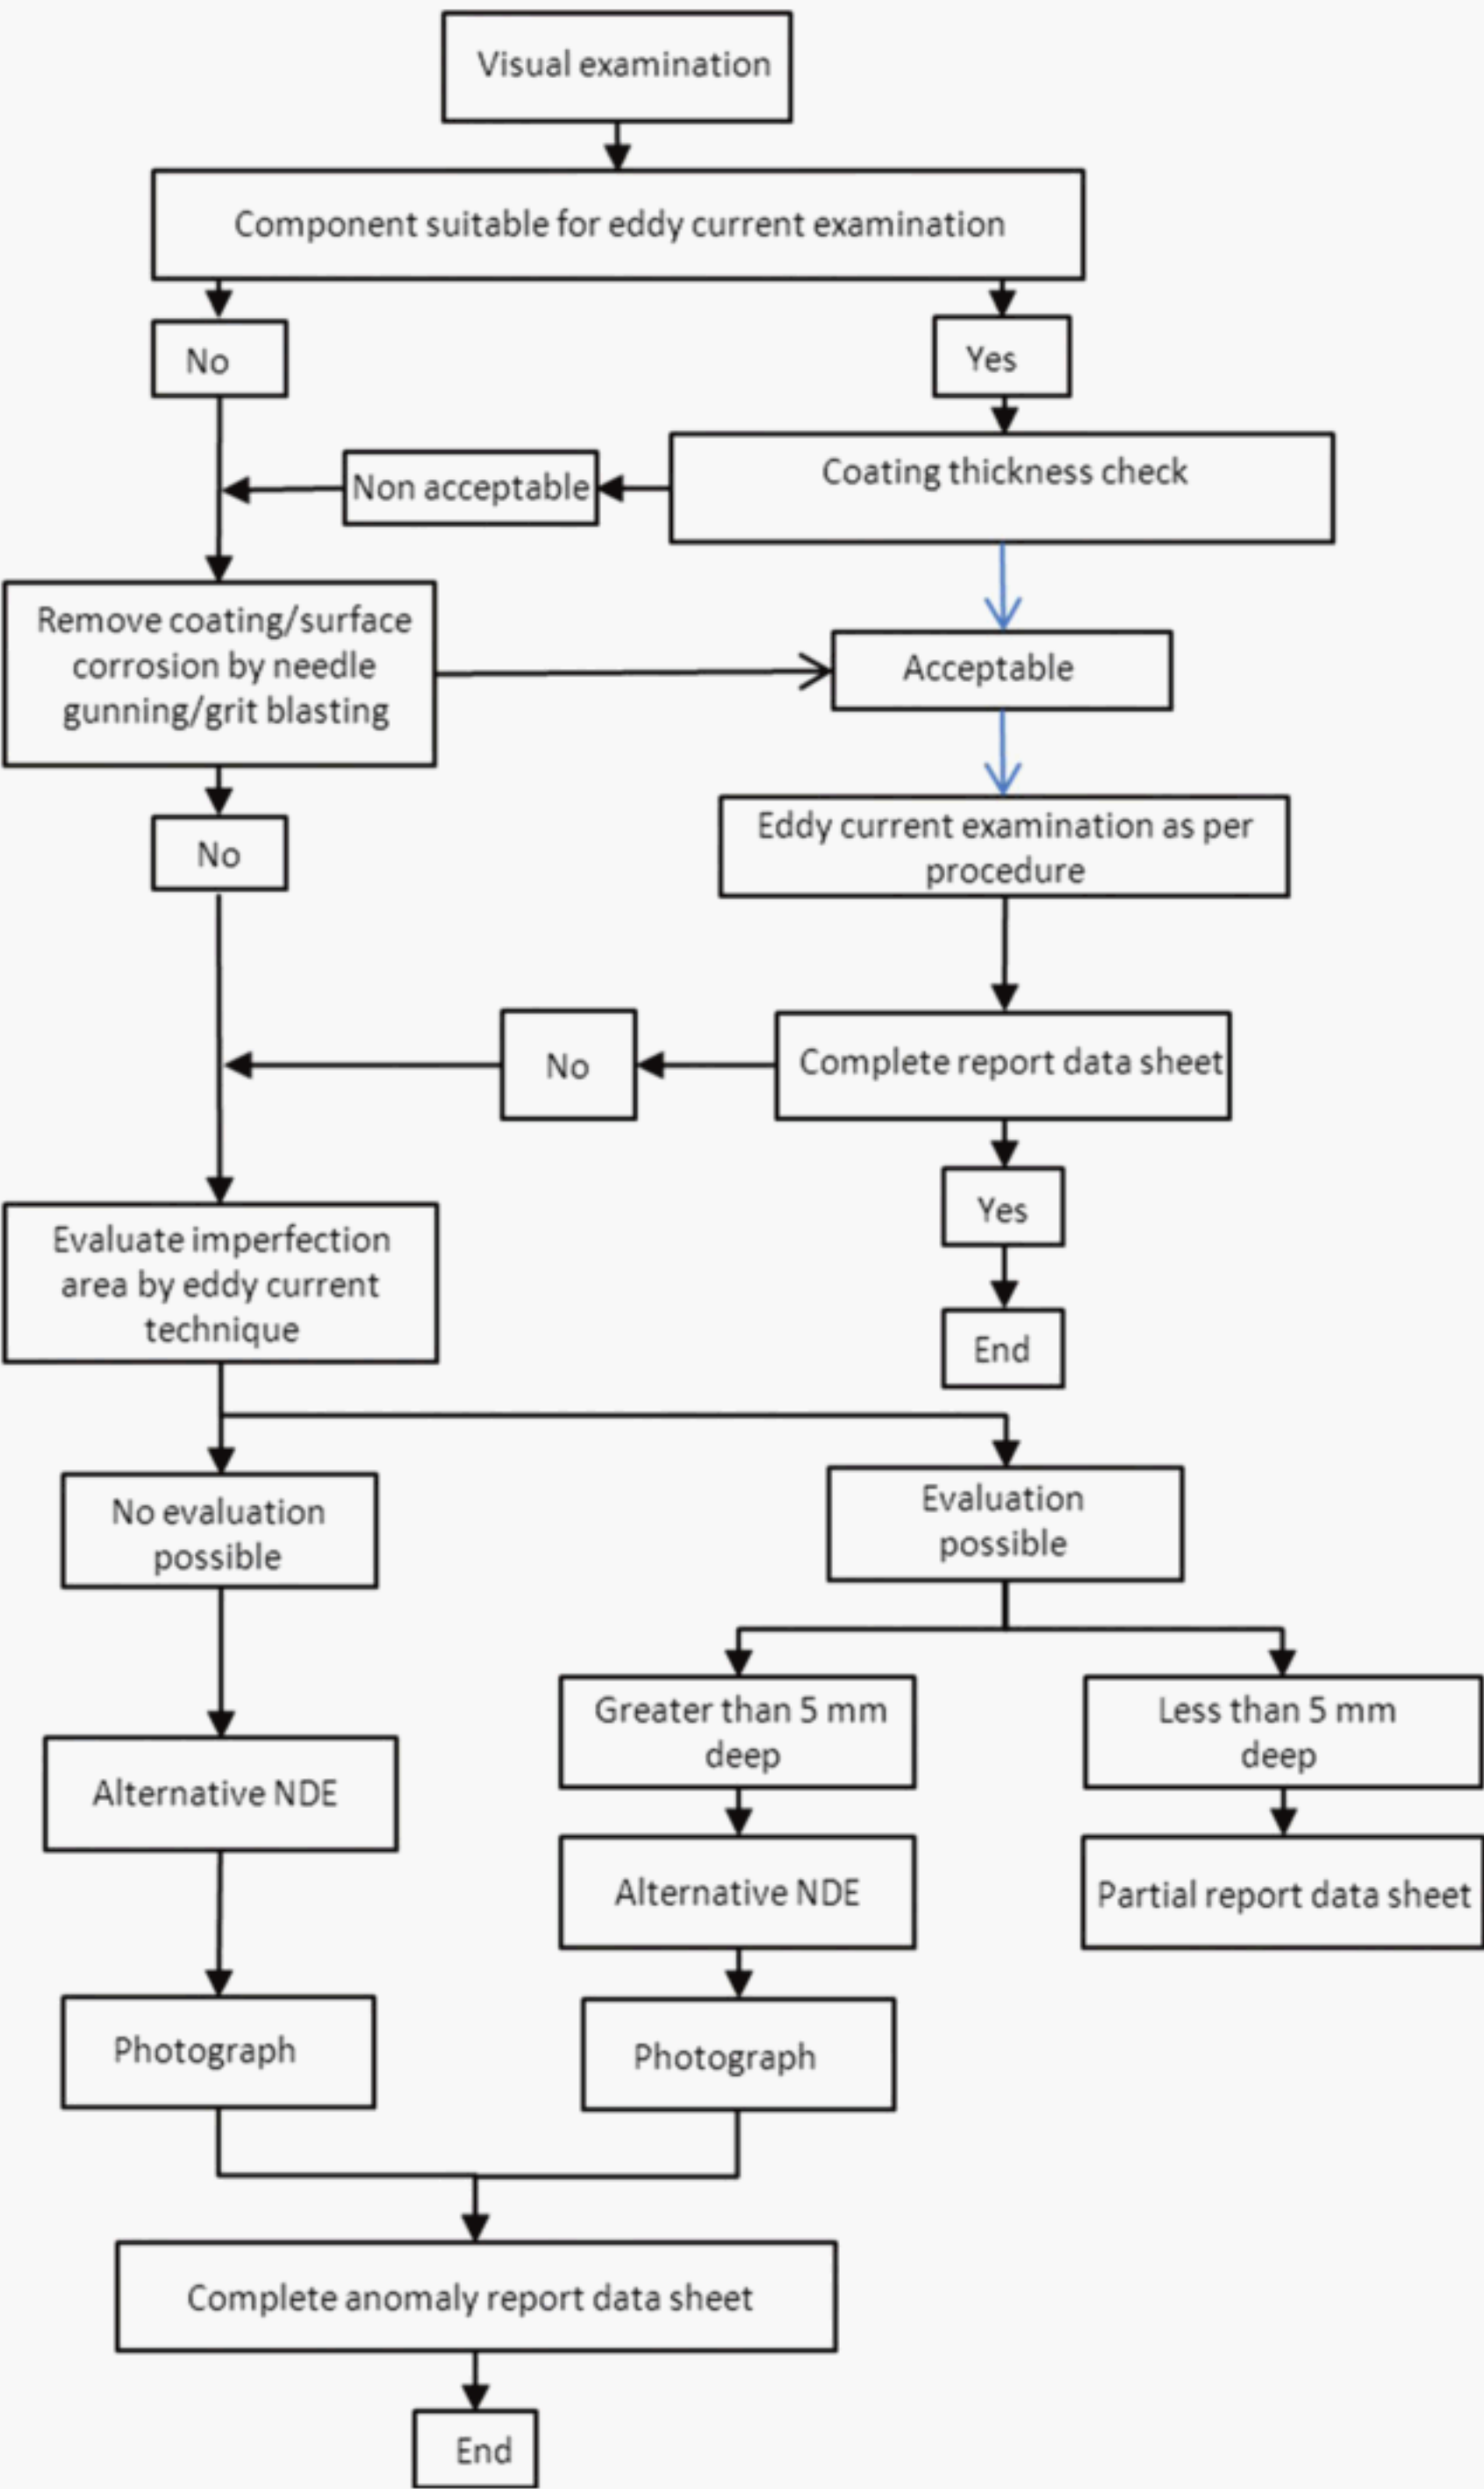 Visual examination
Component suitable for eddy current examination
No
Yes
Non acceptable
Coating thickness check
Remove coating/surface
corrosion by needle
gunning/grit blasting
Acceptable
No
Eddy current examination as per
procedure
No
Complete report data sheet
Yes
Evaluate imperfection
area by eddy current
technique
End
No evaluation
possible
Evaluation
possible
Greater than 5 mm
deep
Less than 5 mm
deep
Alternative NDE
Alternative NDE
Partial report data sheet
Photograph
Photograph
Complete anomaly report data sheet
End